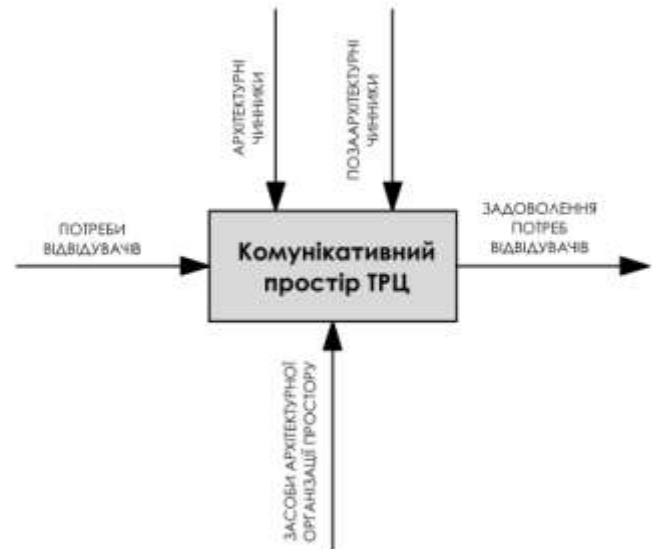 АРХІТЕКТУРНІ
ЧИННИКИ
ПОЗААРХІТЕКТУРНІ
ЧИННИКИ
ПОТРЕБИ
ВІДВІДУВАЧІВ
Комунікативний
простір ТРЦ
ЗАДОВОЛЕННЯ
ПОТРЕБ
ВІДВІДУВАЧІВ
ЗАСОБИ АРХІТЕКТУРНОЇ
ОРГАНІЗАЦІЇ ПРОСТОРУ